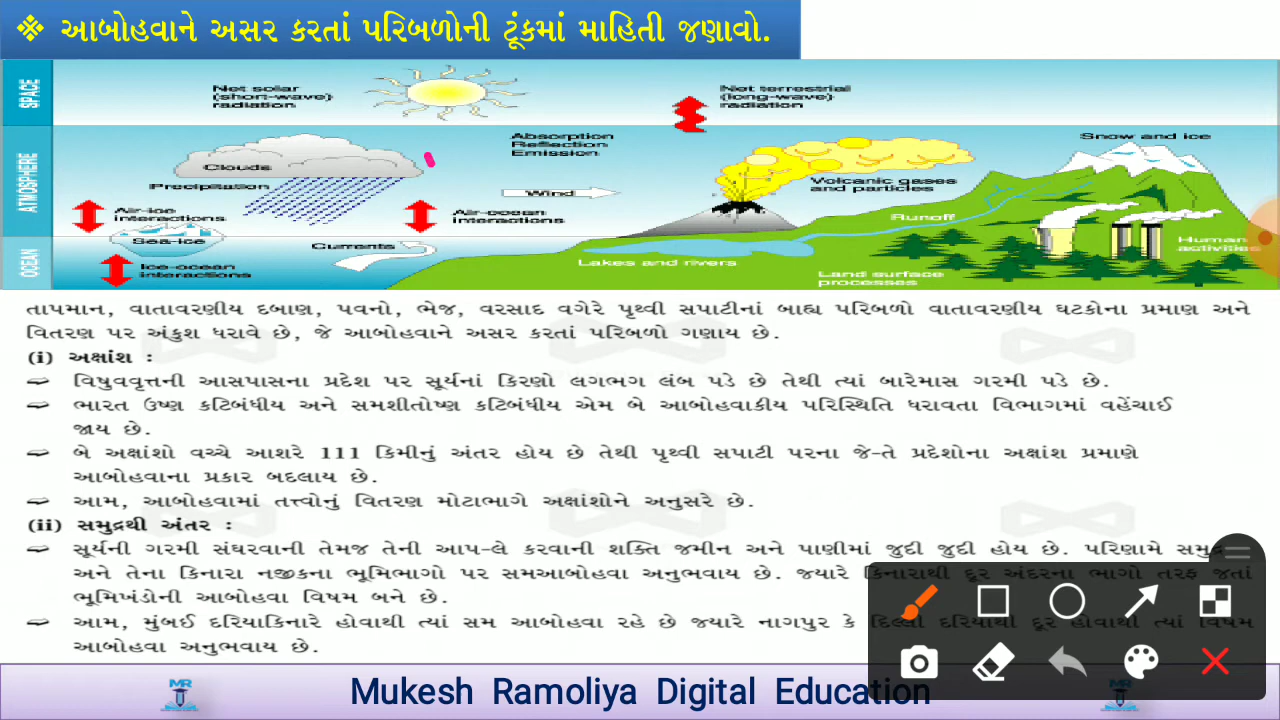 ❖ આબોહવાને અસર કરતાં પરિબળોની ટૂંકમાં માહિતી જણાવો.
SPACE
Net solar
(short-wave)
radiation
Net terrestrial
(long-wave)
radiation
ATMOSPHERE
Clouds
Precipitation
Absorption
Reflection
Emission
Snow and ice
Volcanic gases
and particles
Wind
Air-ice
interactions
Air-ocean
interactions
Runoff
OCEAN
Sea-ice
Currents
Human
activities
Ice-ocean
interactions
Lakes and rivers
Land surface
processes
તાપમાન, વાતાવરણીય દબાણ, પવનો, ભેજ, વરસાદ વગેરે પૃથ્વી સપાટીનાં બાહ્ય પરિબળો વાતાવરણીય ઘટકોના પ્રમાણ અને
વિતરણ પર અંકુશ ધરાવે છે, જે આબોહવાને અસર કરતાં પરિબળો ગણાય છે.
(i) અક્ષાંશ :
વિષુવવૃત્તની આસપાસના પ્રદેશ પર સૂર્યનાં કિરણો લગભગ લંબ પડે છે તેથી ત્યાં બારેમાસ ગરમી પડે છે.
ભારત ઉષ્ણ કટિબંધીય અને સમશીતોષ્ણ કટિબંધીય એમ બે આબોહવાકીય પરિસ્થિતિ ધરાવતા વિભાગમાં વહેંચાઈ
જાય છે.
બે અક્ષાંશો વચ્ચે આશરે 111 કિમીનું અંતર હોય છે તેથી પૃથ્વી સપાટી પરના જે-તે પ્રદેશોના અક્ષાંશ પ્રમાણે
આબોહવાના પ્રકાર બદલાય છે.
આમ, આબોહવામાં તત્ત્વોનું વિતરણ મોટાભાગે અક્ષાંશોને અનુસરે છે.
(ii) સમુદ્રથી અંતર :
સૂર્યની ગરમી સંઘરવાની તેમજ તેની આપ-લે કરવાની શક્તિ જમીન અને પાણીમાં જુદી જુદી હોય છે. પરિણામે સમુદ્ર
અને તેના કિનારા નજીકના ભૂમિભાગો પર સમઆબોહવા અનુભવાય છે. જ્યારે કિનારાથી દૂર અંદરના ભાગો તરફ જતાં
ભૂમિખંડોની આબોહવા વિષમ બને છે.
આમ, મુંબઈ દરિયાકિનારે હોવાથી ત્યાં સમ આબોહવા રહે છે જ્યારે નાગપુર કે દિલ્લી દરિયાથી દૂર હોવાથી ત્યાં વિષમ
આબોહવા અનુભવાય છે.
MR
Mukesh Ramoliya Digital Education
MR